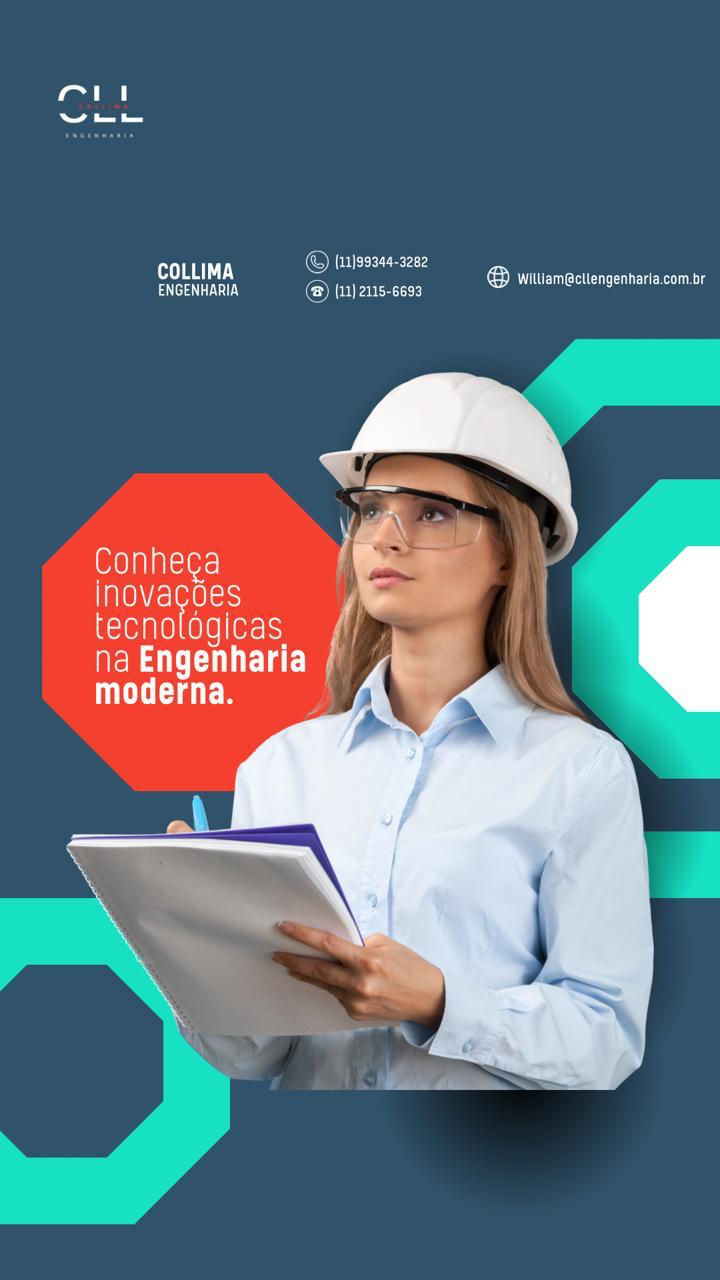 CLL
COLLIMA
ENGENHARIA
COLLIMA
ENGENHARIA
(11)99344-3282
(11) 2115-6693
William@cllengenharia.com.br
Conheça
inovações
tecnológicas
na Engenharia
moderna.